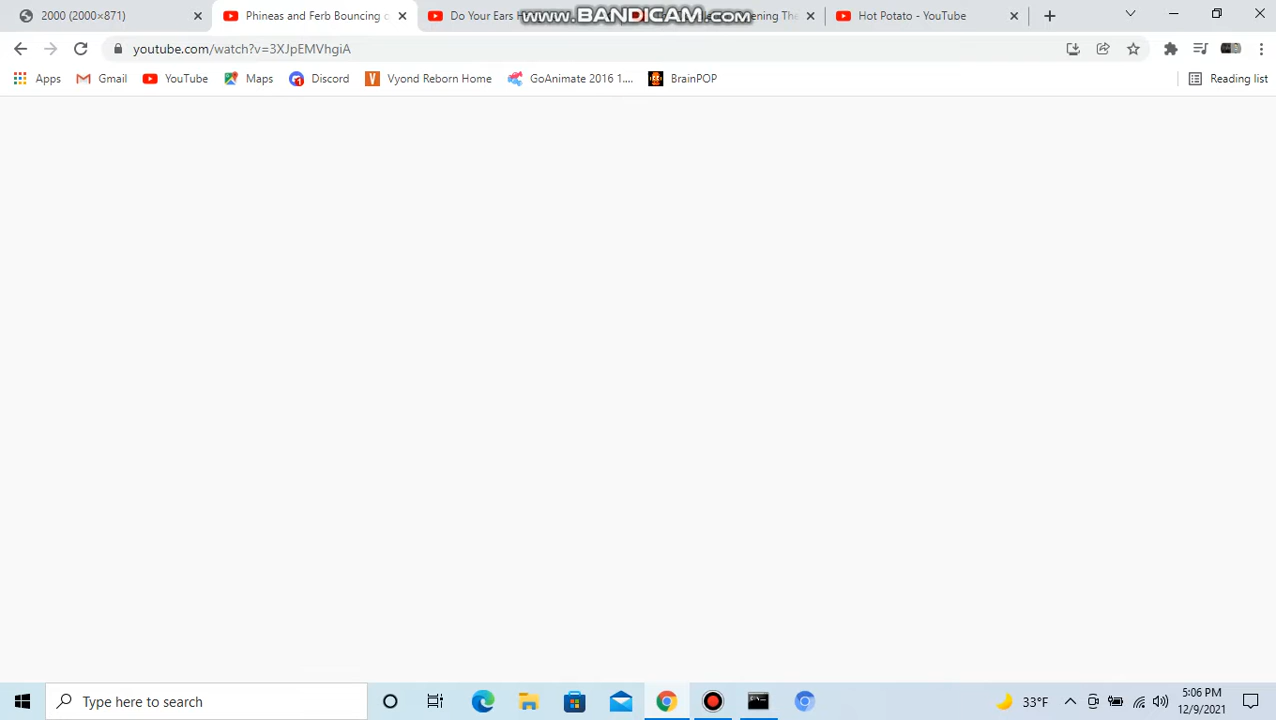 2000 (2000×871)
Phineas and Ferb Bouncing
Do Your Ears
www.BANDICAM.com
Hot Potato - YouTube
youtube.com/watch?v=3XJpEMVhgiA
Apps
Gmail
YouTube
Maps
Discord
Vyond Reborn Home
GoAnimate 2016 1....
BrainPOP
Reading list
Type here to search
33°F
5:06 PM
12/9/2021